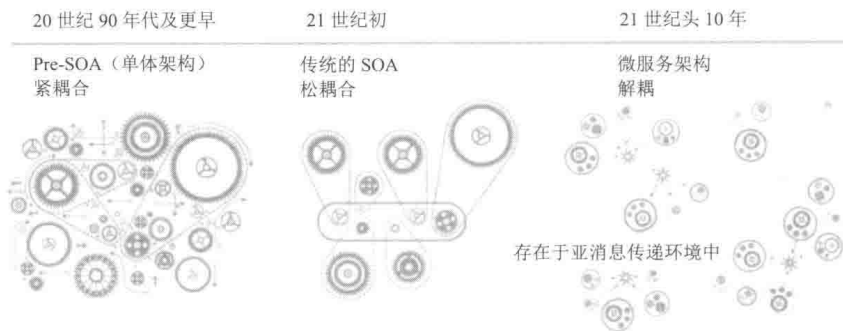 20 世纪 90 年代及更早
21 世纪初
21 世纪头 10 年
Pre-SOA（单体架构）
紧耦合
传统的 SOA
松耦合
微服务架构
解耦
存在于亚消息传递环境中